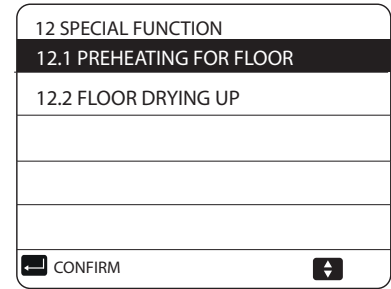 12 SPECIAL FUNCTION
12.1 PREHEATING FOR FLOOR
12.2 FLOOR DRYING UP
CONFIRM